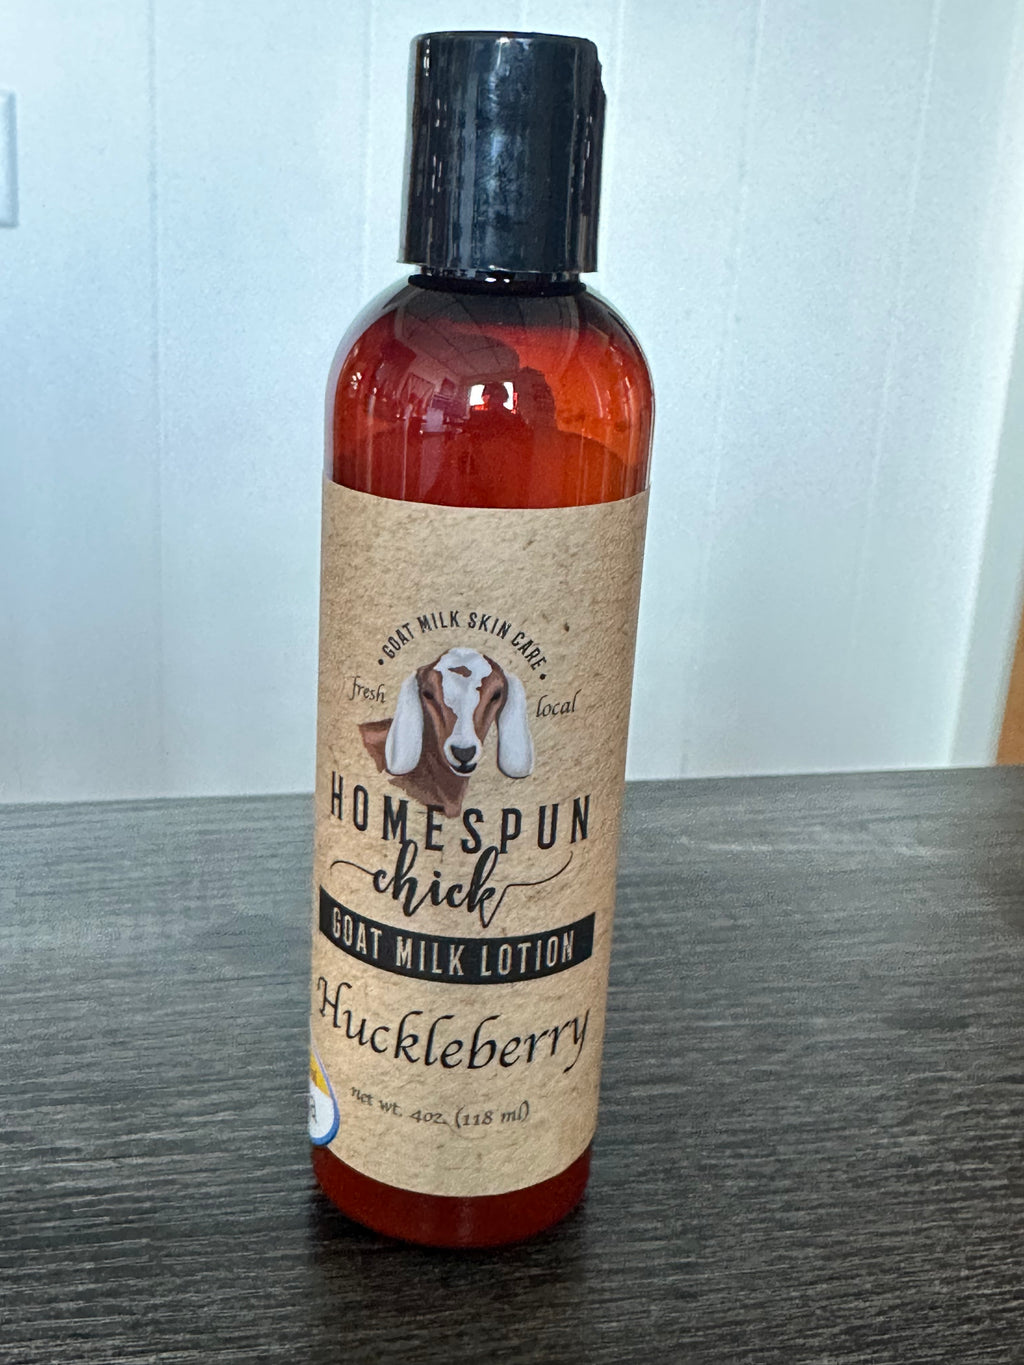 • GOAT MILK SKIN CARE •
fresh local
HOMESPUN
chick
GOAT MILK LOTION
Huckleberry
net wt. 4oz. (118 ml)